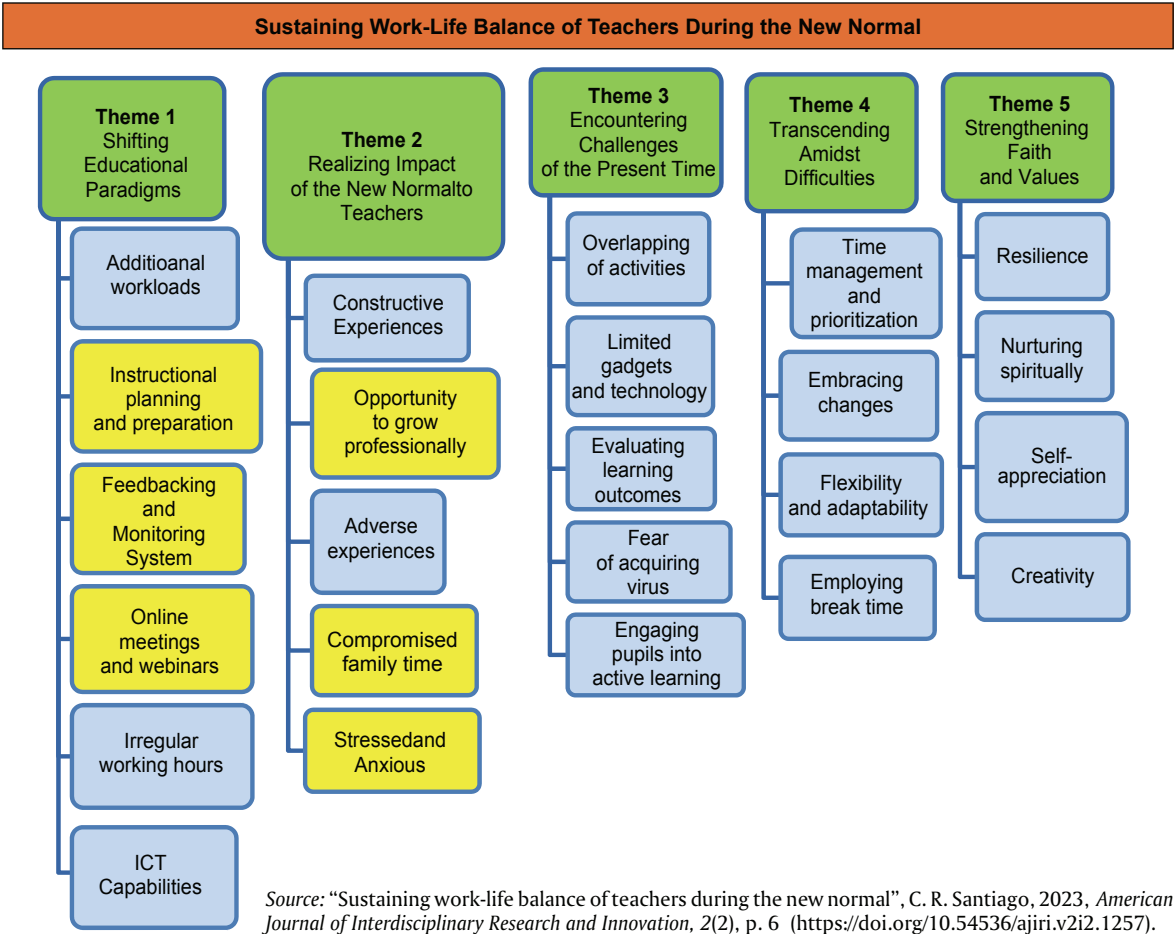 Sustaining Work-Life Balance of Teachers During the New Normal
Theme 1
Shifting
Educational
Paradigms
Additioanal
workloads
Instructional
planning
and preparation
Feedbacking
and
Monitoring
System
Online
meetings
and webinars
Irregular
working hours
ICT
Capabilities
Theme 2
Realizing Impact
of the New Normalto
Teachers
Constructive
Experiences
Opportunity
to grow
professionally
Adverse
experiences
Compromised
family time
Stressedand
Anxious
Theme 3
Encountering
Challenges
of the Present Time
Overlapping
of activities
Limited
gadgets
and technology
Evaluating
learning
outcomes
Fear
of acquiring
virus
Engaging
pupils into
active learning
Theme 4
Transcending
Amidst
Difficulties
Time
management
and
prioritization
Embracing
changes
Flexibility
and adaptability
Employing
break time
Theme 5
Strengthening
Faith
and Values
Resilience
Nurturing
spiritually
Self-
appreciation
Creativity
Source: “Sustaining work-life balance of teachers during the new normal”, C. R. Santiago, 2023, American
Journal of Interdisciplinary Research and Innovation, 2(2), p. 6 (https://doi.org/10.54536/ajiri.v2i2.1257).